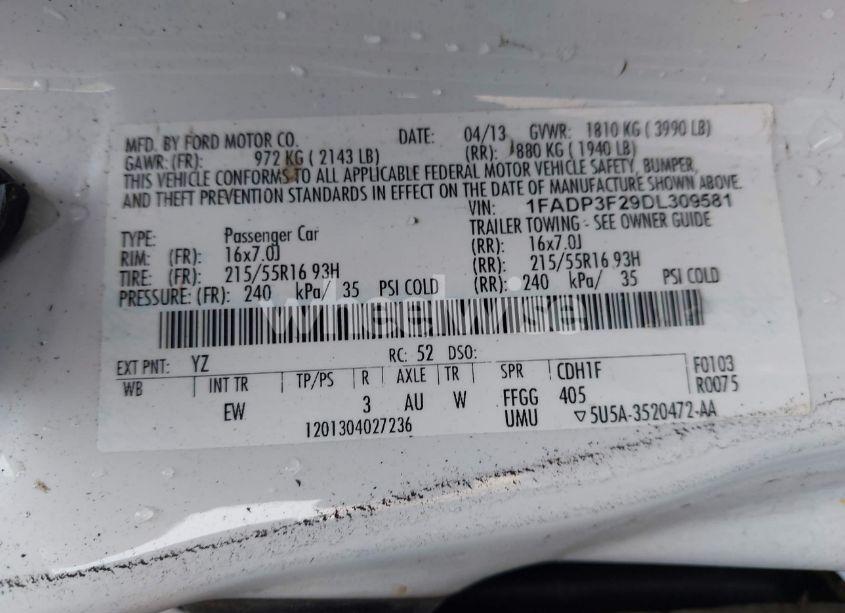 MFD. BY FORD MOTOR CO. DATE: 04/13 GVWR: 1810 KG ( 3990 LB)
GAWR: (FR): 972 KG ( 2143 LB) (RR): 880 KG ( 1940 LB)
THIS VEHICLE CONFORMS TO ALL APPLICABLE FEDERAL MOTOR VEHICLE SAFETY, BUMPER,
AND THEFT PREVENTION STANDARDS IN EFFECT ON THE DATE OF MANUFACTURE SHOWN ABOVE.
VIN: 1FADP3F29DL309581
TYPE: Passenger Car TRAILER TOWING - SEE OWNER GUIDE
RIM: (FR): 16x7.0J (RR): 16x7.0J
TIRE: (FR): 215/55R16 93H (RR): 215/55R16 93H
PRESSURE: (FR): 240 kPa/ 35 PSI COLD (RR): 240 kPa/ 35 PSI COLD
wheelwise
EXT PNT: YZ RC: 52 DSO:
WB INT TR TP/PS R AXLE TR SPR CDH1F F0103
EW 3 AU W FFGG 405 R0075
1201304027236 UMU ▽5U5A-3520472-AA